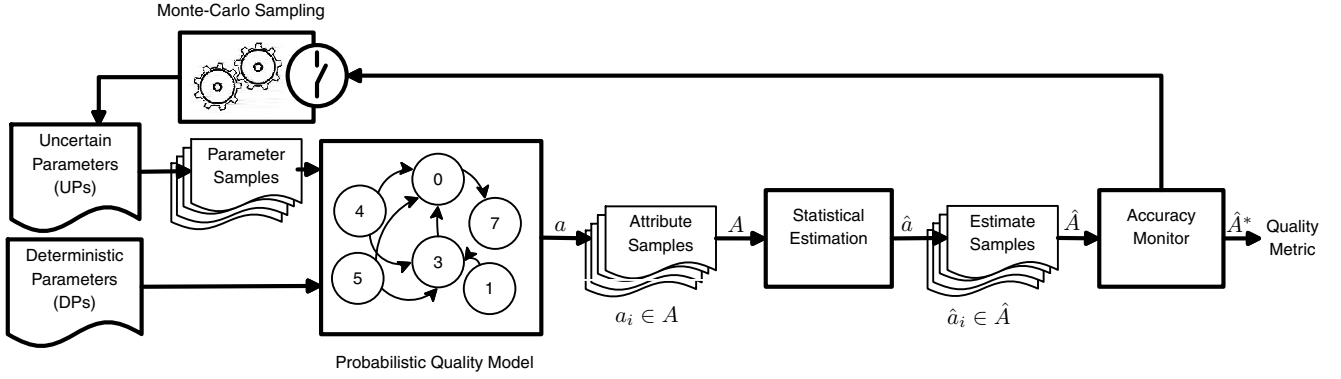 Monte-Carlo Sampling
Uncertain
Parameters
(UPs)
Parameter
Samples
Deterministic
Parameters
(DPs)
0
4
7
3
5
1
Probabilistic Quality Model
a
Attribute
Samples
a_i ∈ A
A
Statistical
Estimation
â
Estimate
Samples
â_i ∈ Â
Â
Accuracy
Monitor
Â*
Quality
Metric